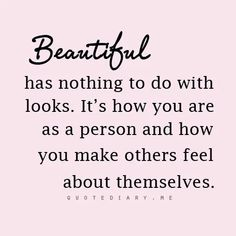 Beautiful
has nothing to do with
looks. It's how you are
as a person and how
you make others feel
about themselves.
QUOTEDIARY.ME